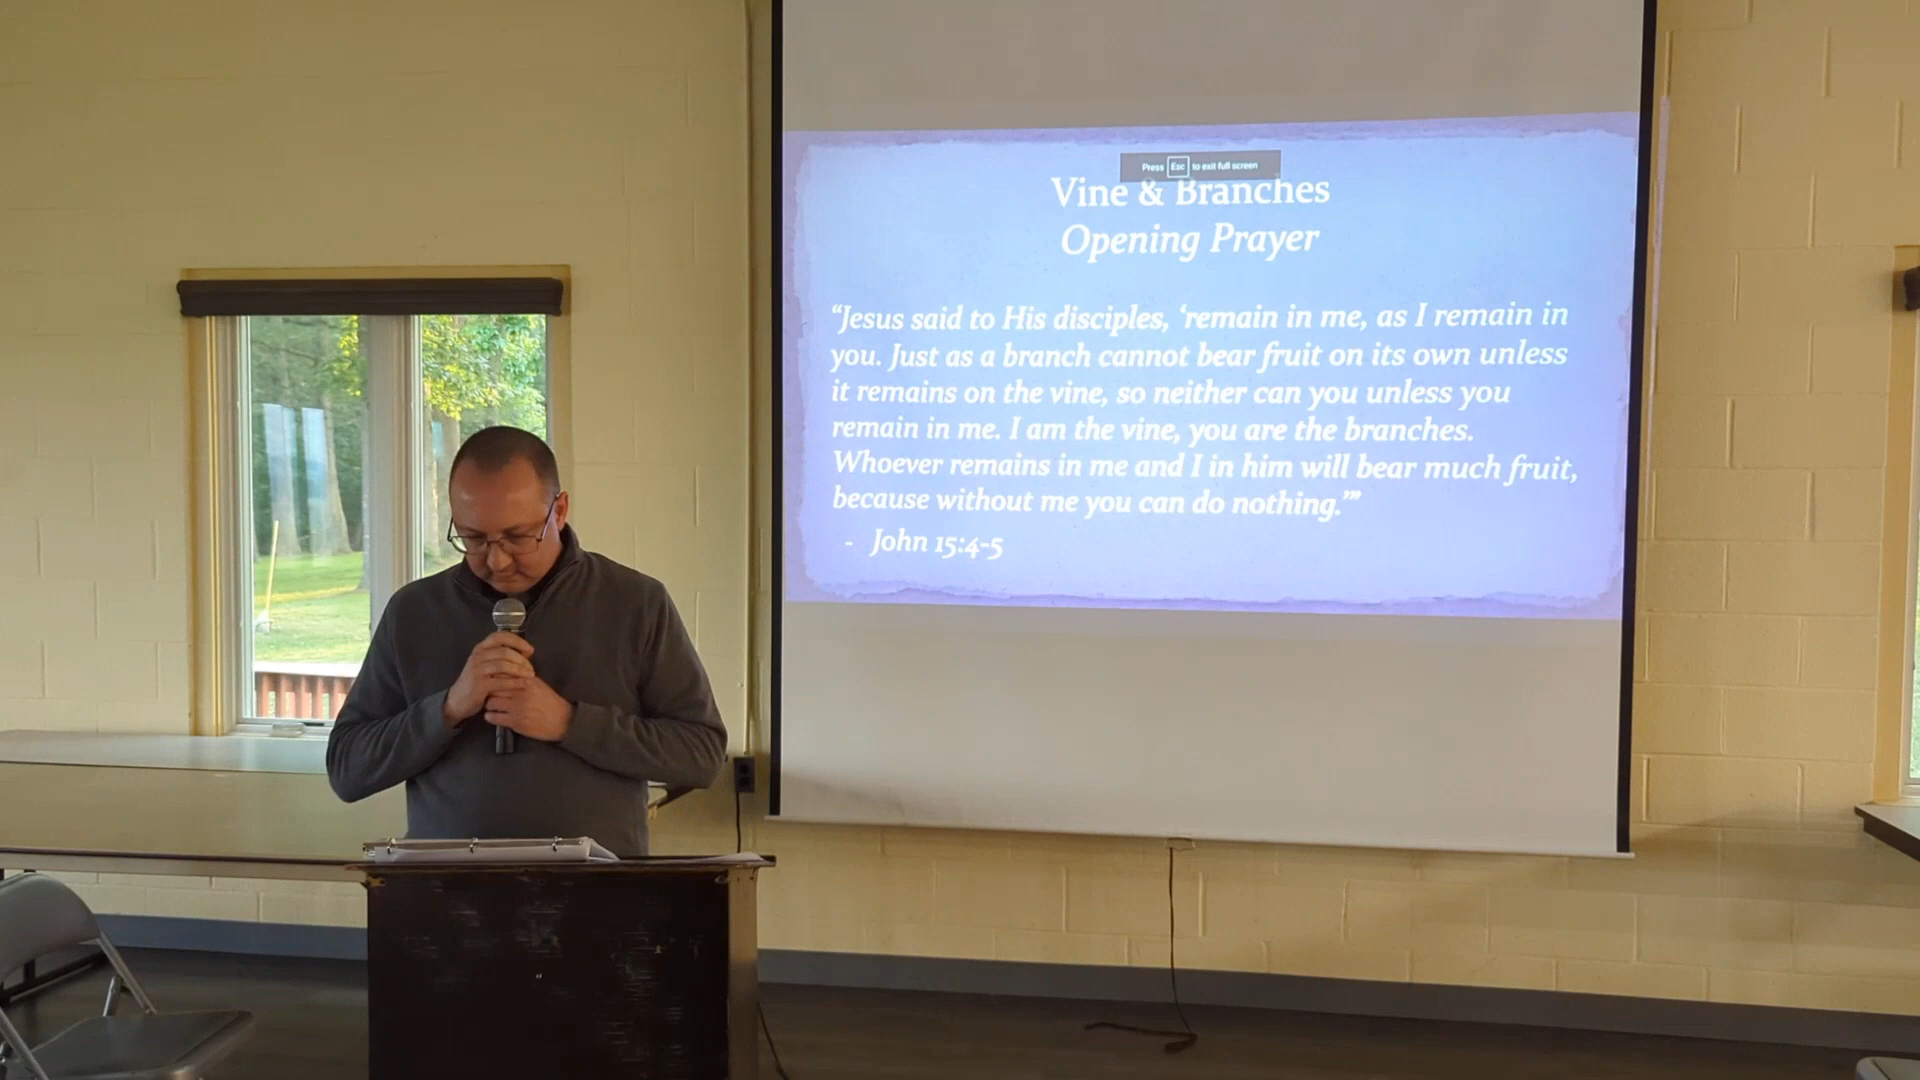 Press Esc to exit full screen
Vine & Branches
Opening Prayer
“Jesus said to His disciples, ‘remain in me, as I remain in
you. Just as a branch cannot bear fruit on its own unless
it remains on the vine, so neither can you unless you
remain in me. I am the vine, you are the branches.
Whoever remains in me and I in him will bear much fruit,
because without me you can do nothing.’”
- John 15:4-5